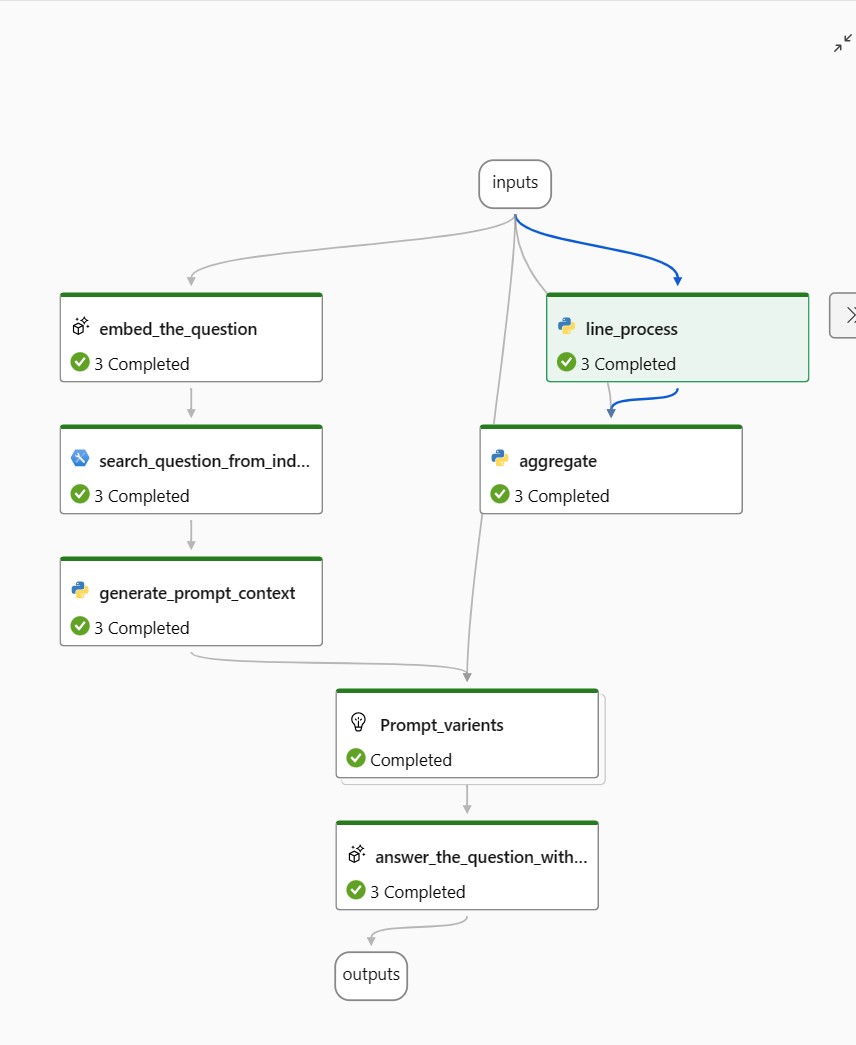 inputs
embed_the_question
3 Completed
line_process
3 Completed
search_question_from_ind...
3 Completed
aggregate
3 Completed
generate_prompt_context
3 Completed
Prompt_varients
Completed
answer_the_question_with...
3 Completed
outputs